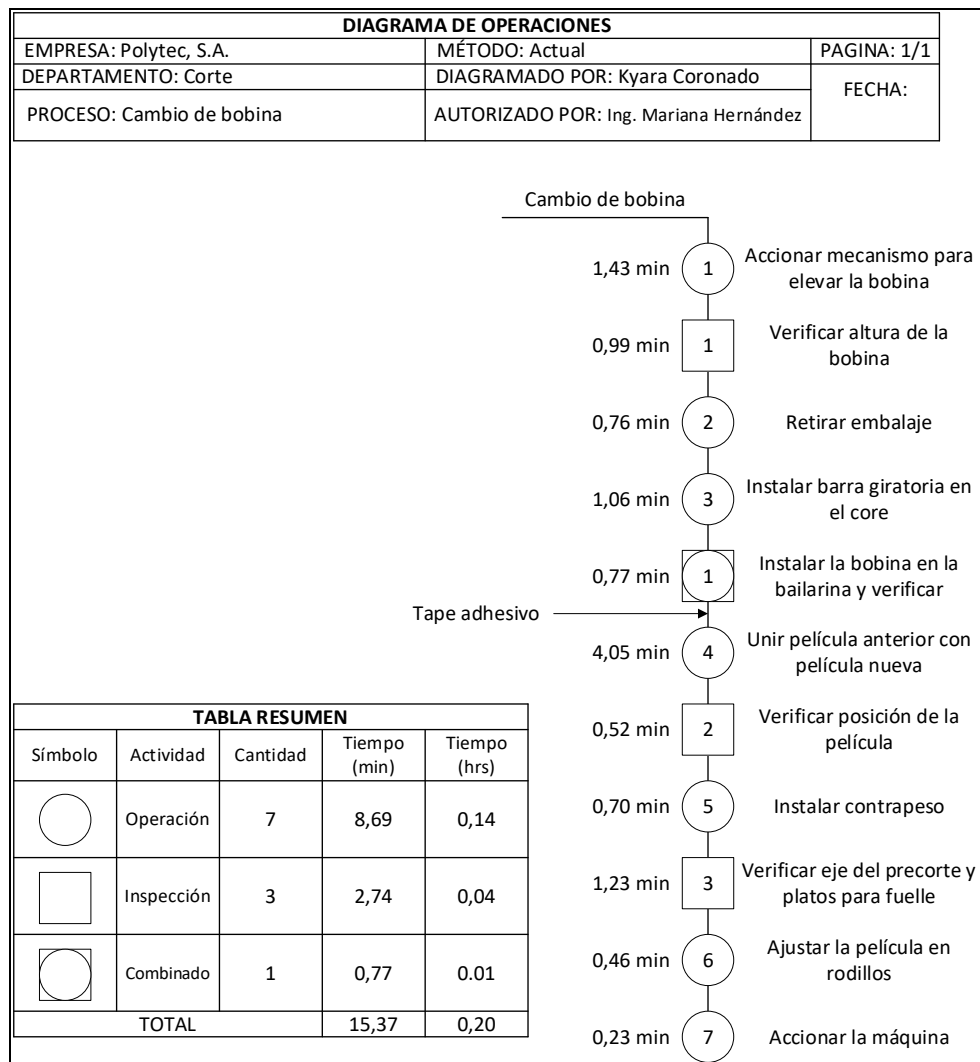 DIAGRAMA DE OPERACIONES
EMPRESA: Polytec, S.A.
MÉTODO: Actual
PAGINA: 1/1
DEPARTAMENTO: Corte
DIAGRAMADO POR: Kyara Coronado
FECHA:
PROCESO: Cambio de bobina
AUTORIZADO POR: Ing. Mariana Hernández
Cambio de bobina
1,43 min
1
Accionar mecanismo para
elevar la bobina
0,99 min
1
Verificar altura de la
bobina
0,76 min
2
Retirar embalaje
1,06 min
3
Instalar barra giratoria en
el core
0,77 min
1
Instalar la bobina en la
bailarina y verificar
Tape adhesivo
4,05 min
4
Unir película anterior con
película nueva
0,52 min
2
Verificar posición de la
película
0,70 min
5
Instalar contrapeso
1,23 min
3
Verificar eje del precorte y
platos para fuelle
0,46 min
6
Ajustar la película en
rodillos
0,23 min
7
Accionar la máquina
TABLA RESUMEN
Símbolo
Actividad
Cantidad
Tiempo
(min)
Tiempo
(hrs)
Operación
7
8,69
0,14
Inspección
3
2,74
0,04
Combinado
1
0,77
0.01
TOTAL
15,37
0,20